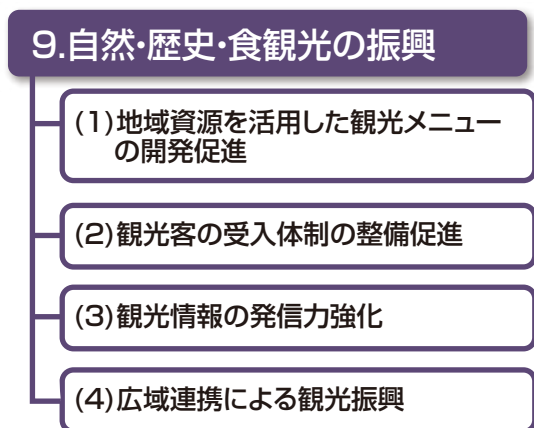 9.自然・歴史・食観光の振興
(1)地域資源を活用した観光メニュー
の開発促進
(2)観光客の受入体制の整備促進
(3)観光情報の発信力強化
(4)広域連携による観光振興